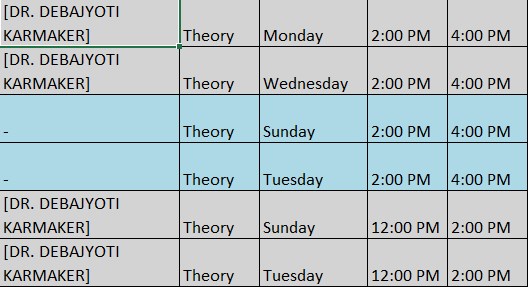 [DR. DEBAJYOTI
KARMAKER] Theory Monday 2:00 PM 4:00 PM
[DR. DEBAJYOTI
KARMAKER] Theory Wednesday 2:00 PM 4:00 PM
- Theory Sunday 2:00 PM 4:00 PM
- Theory Tuesday 2:00 PM 4:00 PM
[DR. DEBAJYOTI
KARMAKER] Theory Sunday 12:00 PM 2:00 PM
[DR. DEBAJYOTI
KARMAKER] Theory Tuesday 12:00 PM 2:00 PM